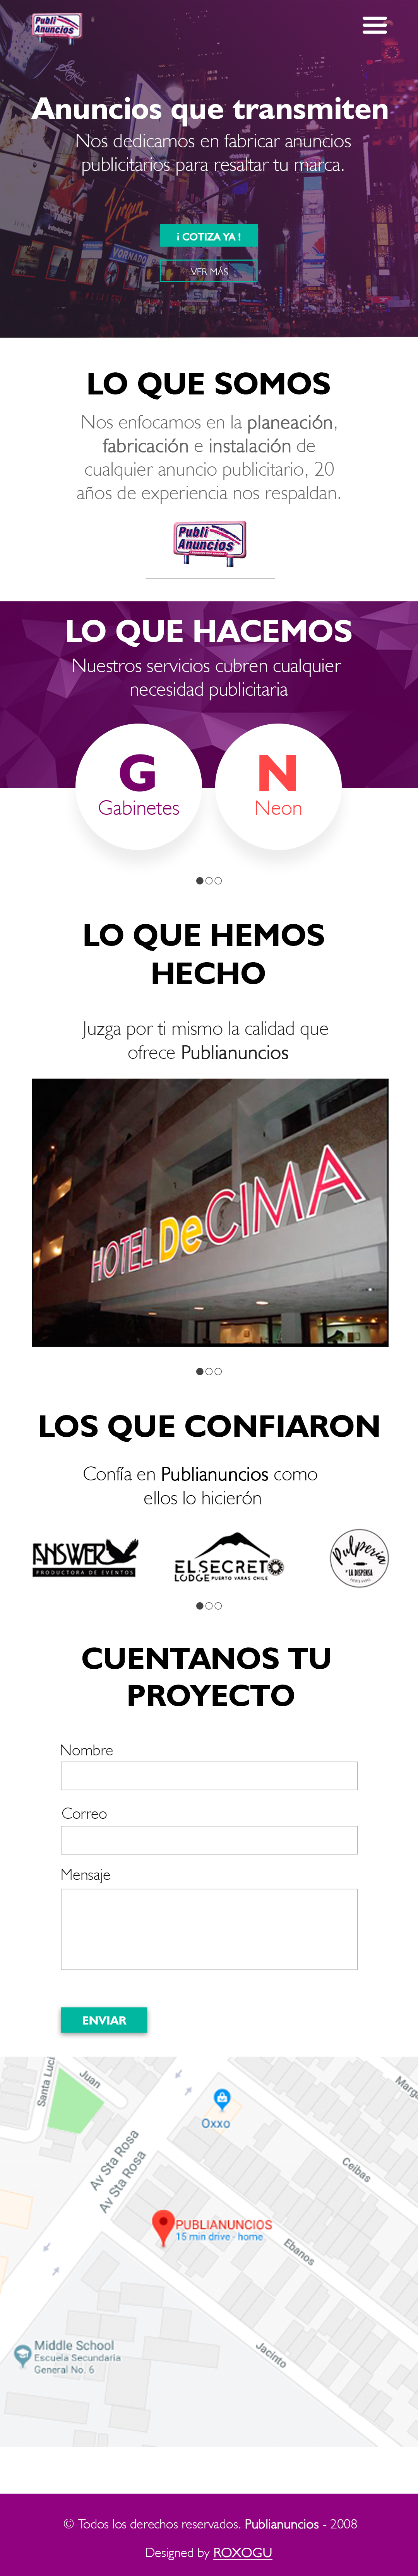 Publi
Anuncios
Anuncios que transmiten
Nos dedicamos en fabricar anuncios
publicitarios para resaltar tu marca.
Virgin
VORNADO
¡ COTIZA YA !
VER MÁS
LO QUE SOMOS
Nos enfocamos en la planeación,
fabricación e instalación de
cualquier anuncio publicitario, 20
años de experiencia nos respaldan.
Publi
Anuncios
LO QUE HACEMOS
Nuestros servicios cubren cualquier
necesidad publicitaria
G N
Gabinetes Neon
LO QUE HEMOS
HECHO
Juzga por ti mismo la calidad que
ofrece Publianuncios
HOTEL DeCIMA
LOS QUE CONFIARON
Confía en Publianuncios como
ellos lo hicierón
ANSWER
PRODUCTORA DE EVENTOS
EL SECRETO
LODGE PUERTO VARAS CHILE
Pulperia
LA DISPENSA
CUENTANOS TU
PROYECTO
Nombre
Correo
Mensaje
ENVIAR
Santa Luci
Juan
Marga
Oxxo
Av Sta Rosa
Av Sta Rosa
Ceibas
PUBLIANUNCIOS
15 min drive - home
Ebanos
Jacinto
Middle School
Escuela Secundaria
General No. 6
© Todos los derechos reservados. Publianuncios - 2008
Designed by ROXOGU